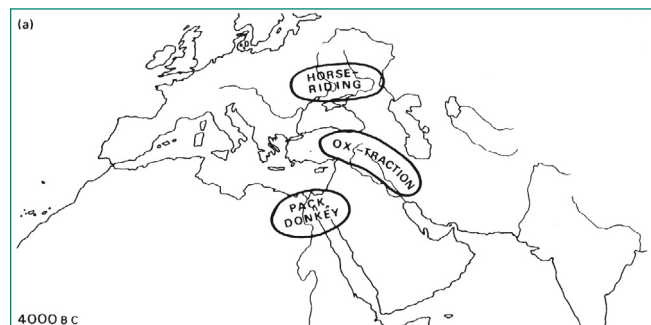 (a)
HORSE-
RIDING
OX-TRACTION
PACK
DONKEY
4000 BC